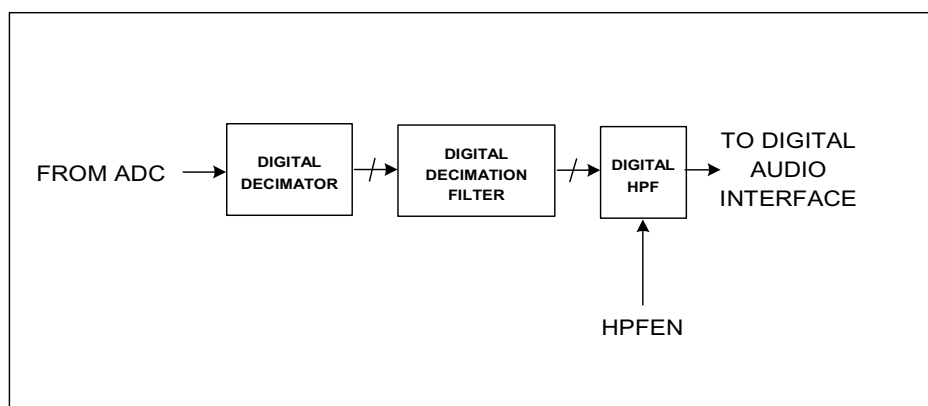 FROM ADC
DIGITAL
DECIMATOR
DIGITAL
DECIMATION
FILTER
DIGITAL
HPF
TO DIGITAL
AUDIO
INTERFACE
HPFEN